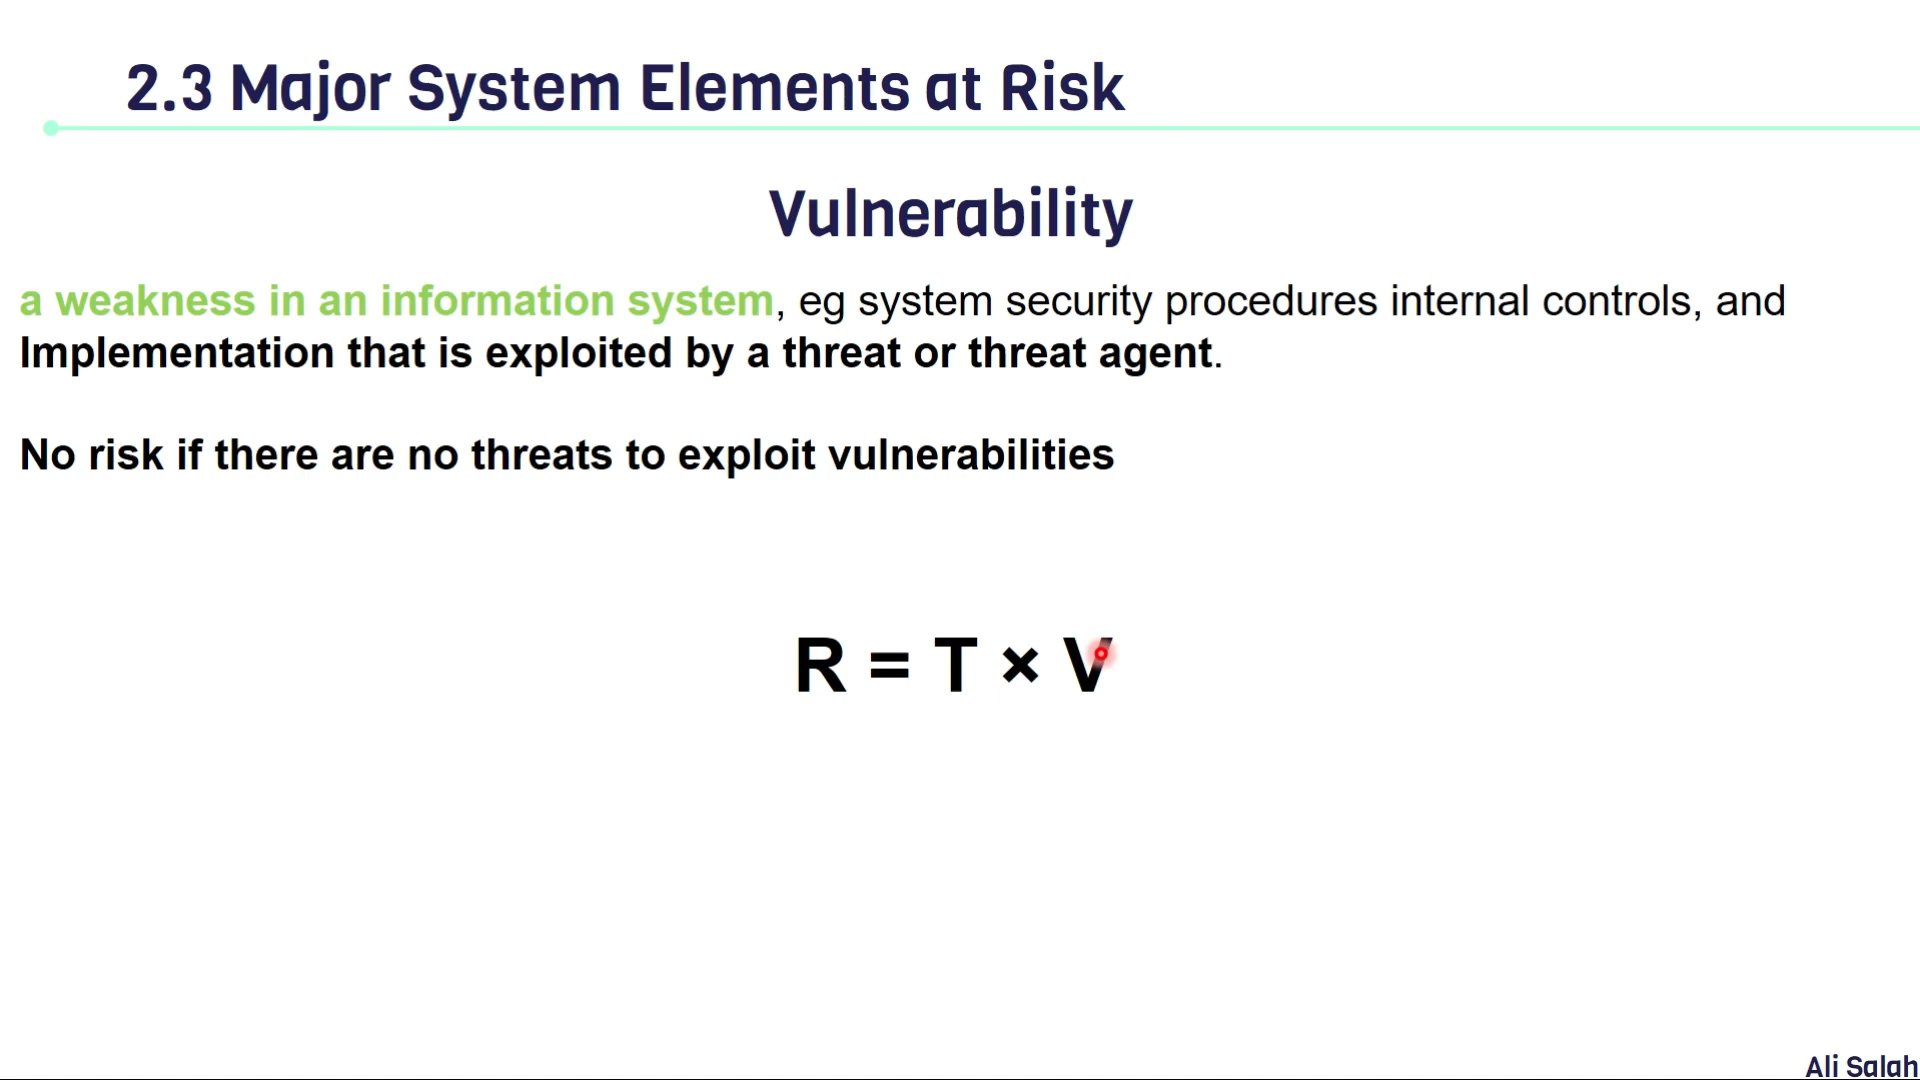 2.3 Major System Elements at Risk
Vulnerability
a weakness in an information system, eg system security procedures internal controls, and
Implementation that is exploited by a threat or threat agent.
No risk if there are no threats to exploit vulnerabilities
R = T × V
Ali Salah